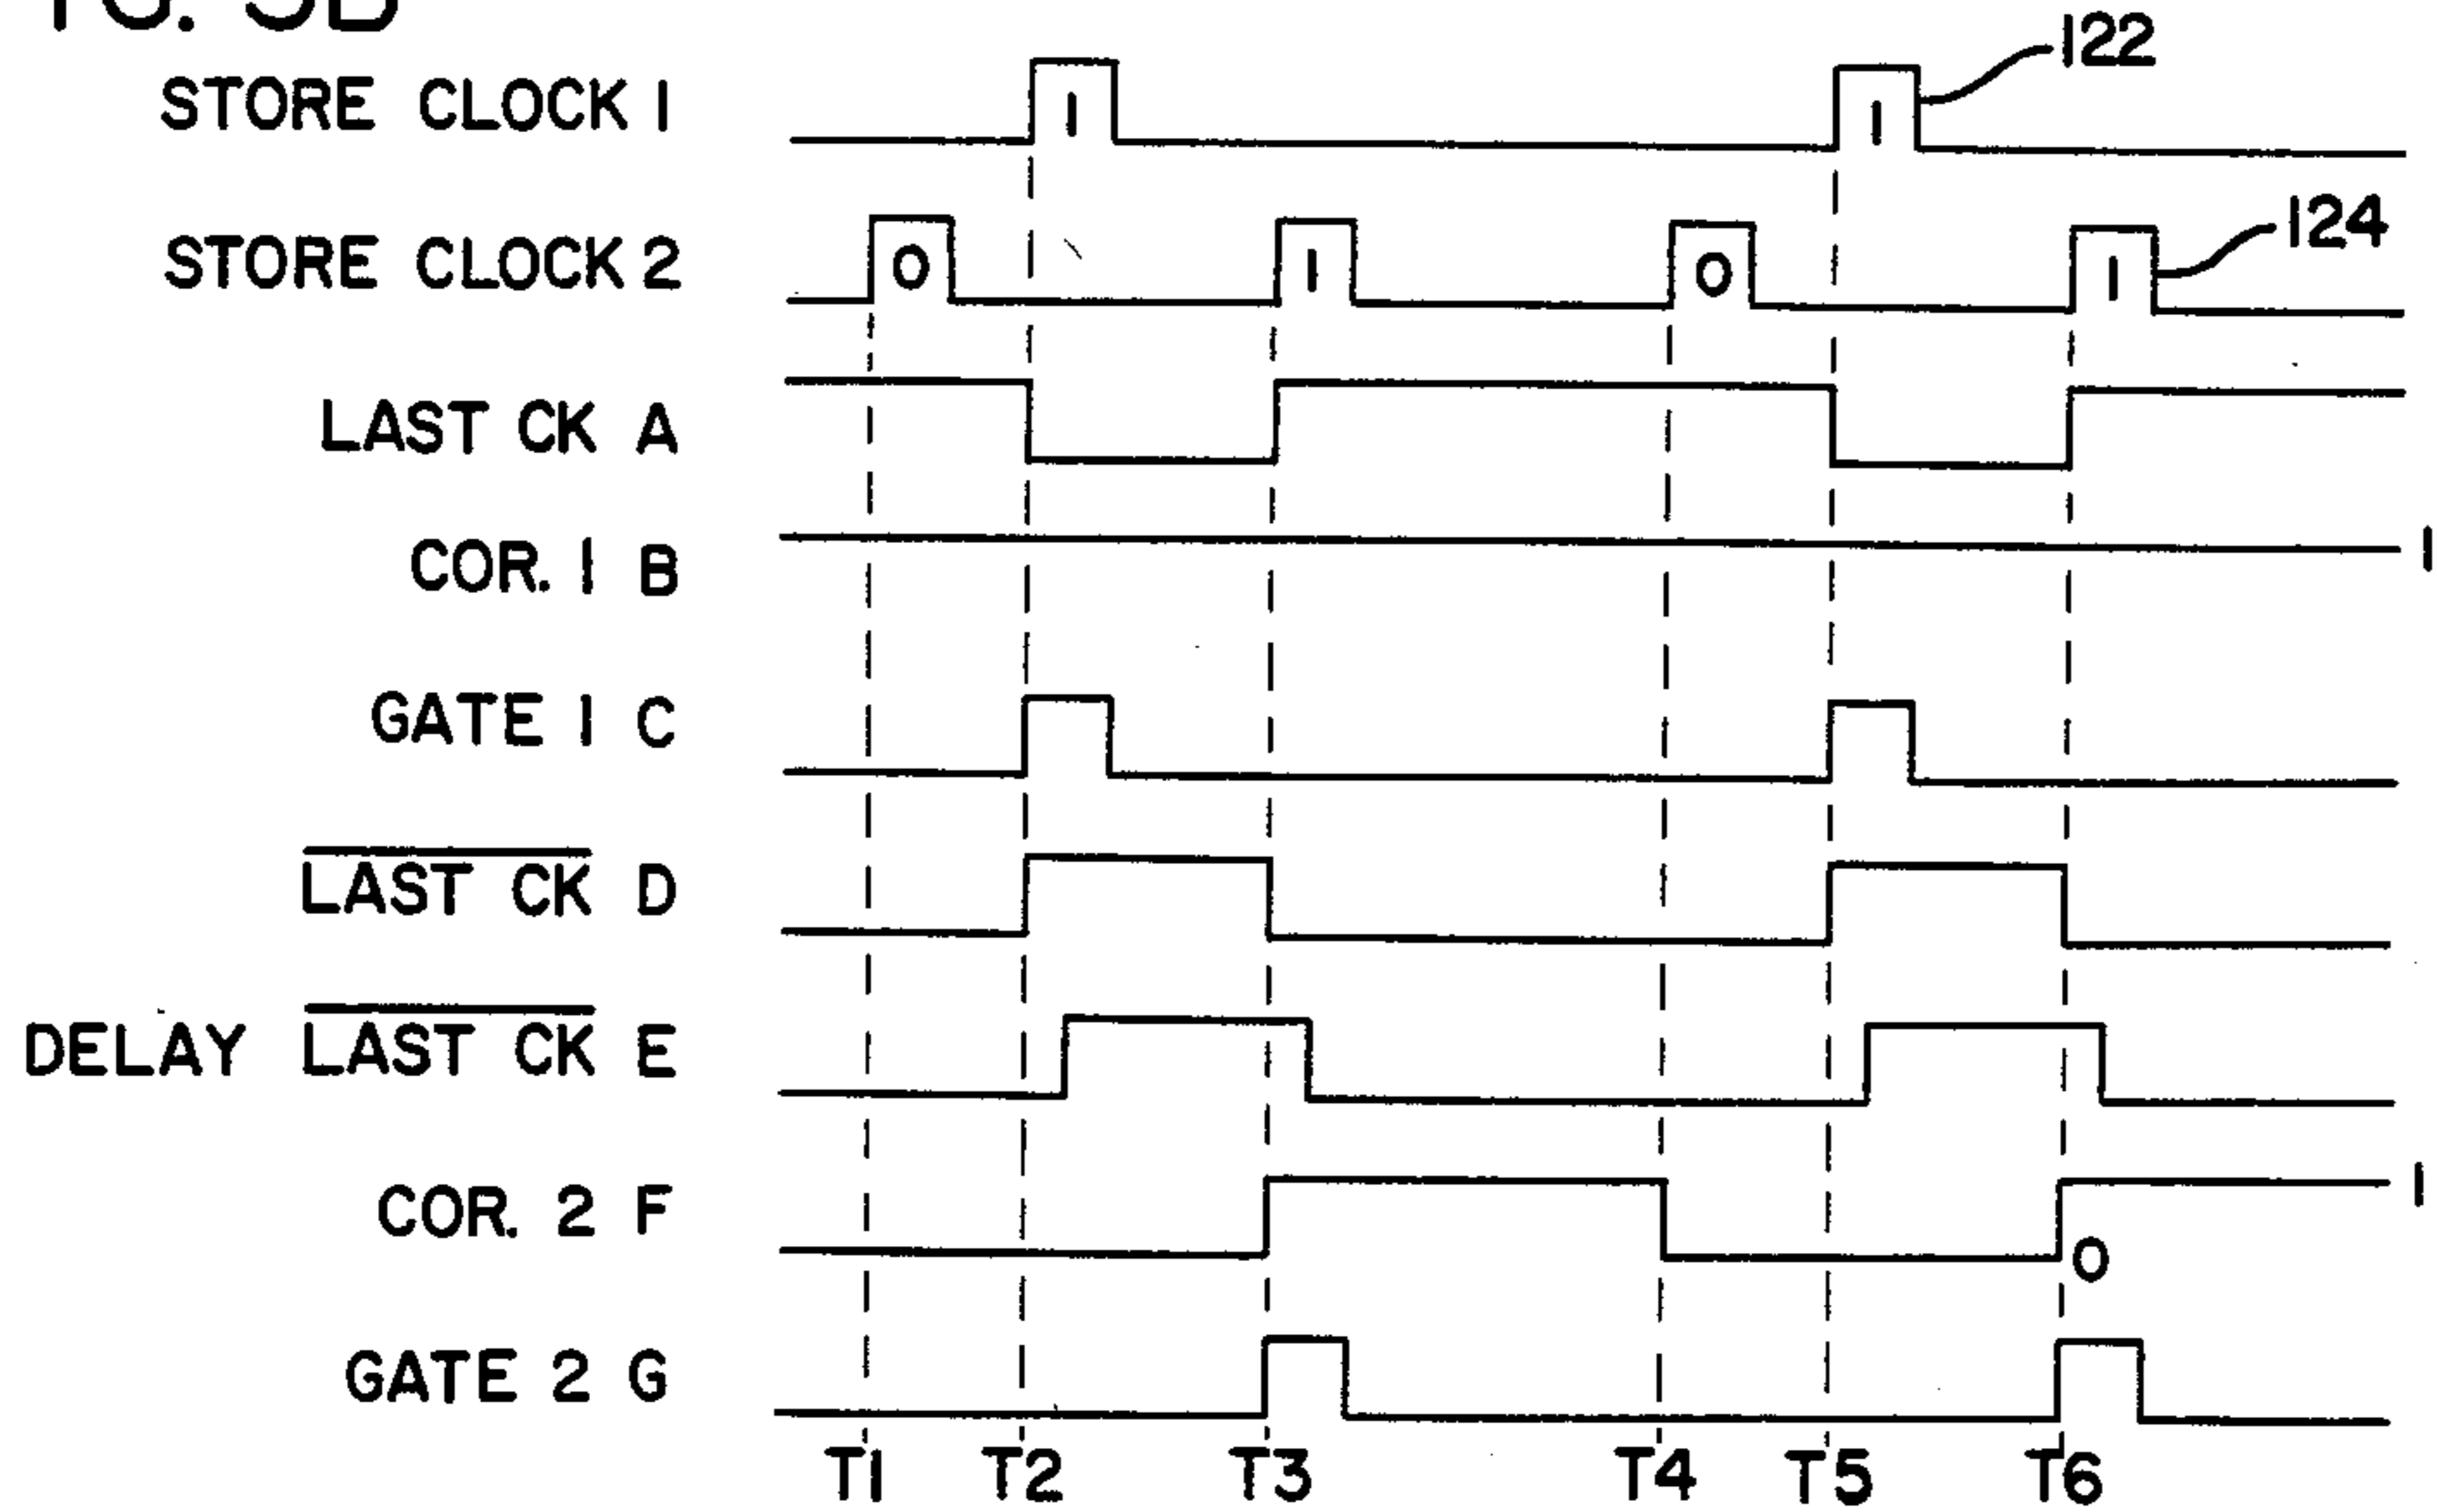 STORE CLOCK 1 1 1 122
STORE CLOCK 2 0 1 0 1 124
LAST CK A
COR. 1 B 1
GATE 1 C
LAST CK D
DELAY LAST CK E
COR. 2 F 1 0
GATE 2 G
T1 T2 T3 T4 T5 T6